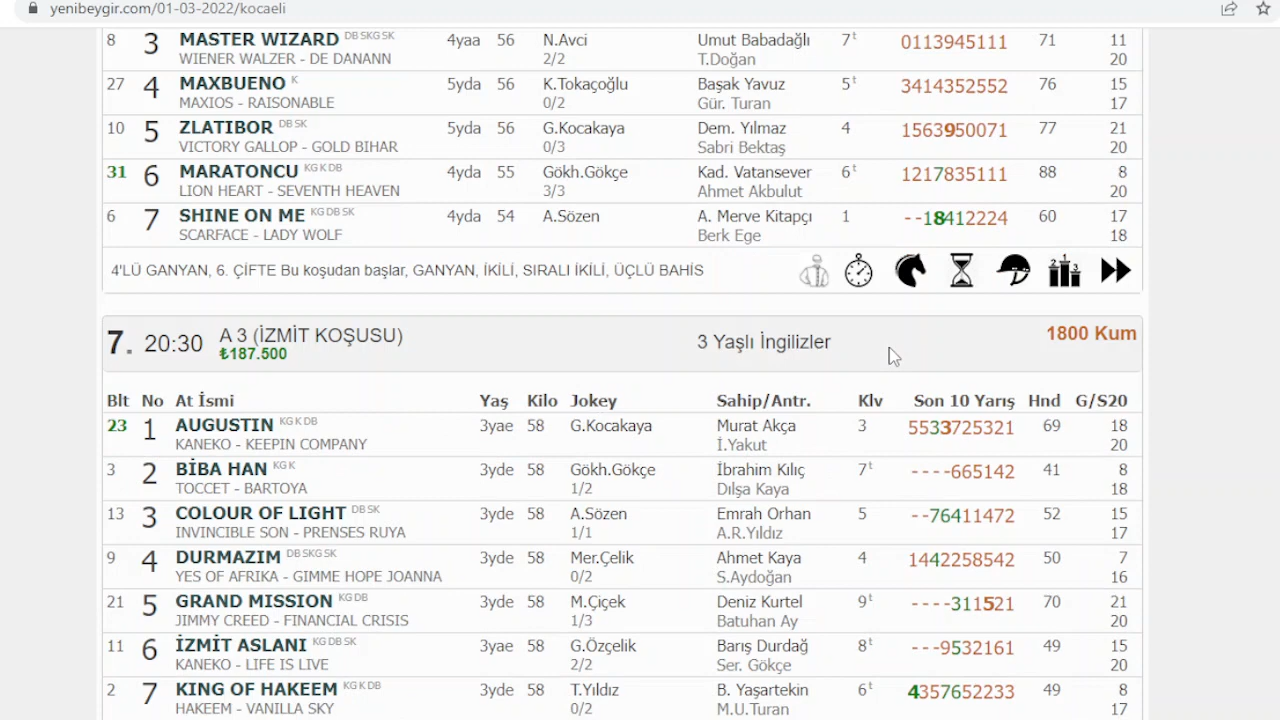 yenibeygir.com/01-03-2022/kocaeli
8 3 MASTER WIZARD DB SKG SK 4yaa 56 N.Avci Umut Babadağlı 7 t 0113945111 71 11
WIENER WALZER - DE DANANN 2/2 T.Doğan 20
27 4 MAXBUENO K 5yda 56 K.Tokaçoğlu Başak Yavuz 5 t 3414352552 76 15
MAXIOS - RAISONABLE 0/2 Gür. Turan 17
10 5 ZLATIBOR DB SK 5yda 56 G.Kocakaya Dem. Yılmaz 4 1563950071 77 21
VICTORY GALLOP - GOLD BIHAR 0/3 Sabri Bektaş 20
31 6 MARATONCU KG K DB 4yda 55 Gökh.Gökçe Kad. Vatansever 6 t 1217835111 88 8
LION HEART - SEVENTH HEAVEN 3/3 Ahmet Akbulut 20
6 7 SHINE ON ME KG DB SK 4yda 54 A.Sözen A. Merve Kitapçı 1 --18412224 60 17
SCARFACE - LADY WOLF Berk Ege 18
4'LÜ GANYAN, 6. ÇİFTE Bu koşudan başlar, GANYAN, İKİLİ, SIRALI İKİLİ, ÜÇLÜ BAHİS
7. 20:30 A 3 (İZMİT KOŞUSU) 3 Yaşlı İngilizler 1800 Kum
₺187.500
Blt No At İsmi Yaş Kilo Jokey Sahip/Antr. Klv Son 10 Yarış Hnd G/S20
23 1 AUGUSTIN KG K DB 3yae 58 G.Kocakaya Murat Akça 3 5533725321 69 18
KANEKO - KEEPIN COMPANY İ.Yakut 20
3 2 BİBA HAN KG K 3yde 58 Gökh.Gökçe İbrahim Kılıç 7 t ----665142 41 8
TOCCET - BARTOYA 1/2 Dılşa Kaya 18
13 3 COLOUR OF LIGHT DB SK 3yde 58 A.Sözen Emrah Orhan 5 --76411472 52 15
INVINCIBLE SON - PRENSES RUYA 1/1 A.R.Yıldız 17
9 4 DURMAZIM DB SKG SK 3yde 58 Mer.Çelik Ahmet Kaya 4 1442258542 50 7
YES OF AFRIKA - GIMME HOPE JOANNA 0/2 S.Aydoğan 16
21 5 GRAND MISSION KG DB 3yde 58 M.Çiçek Deniz Kurtel 9 t ----311521 70 21
JIMMY CREED - FINANCIAL CRISIS 1/3 Batuhan Ay 20
11 6 İZMİT ASLANI KG DB SK 3yae 58 G.Özçelik Barış Durdağ 8 t ---9532161 49 15
KANEKO - LIFE IS LIVE 2/2 Ser. Gökçe 20
2 7 KING OF HAKEEM KG K DB 3yde 58 T.Yıldız B. Yaşartekin 6 t 4357652233 49 8
HAKEEM - VANILLA SKY 0/2 M.U.Turan 17